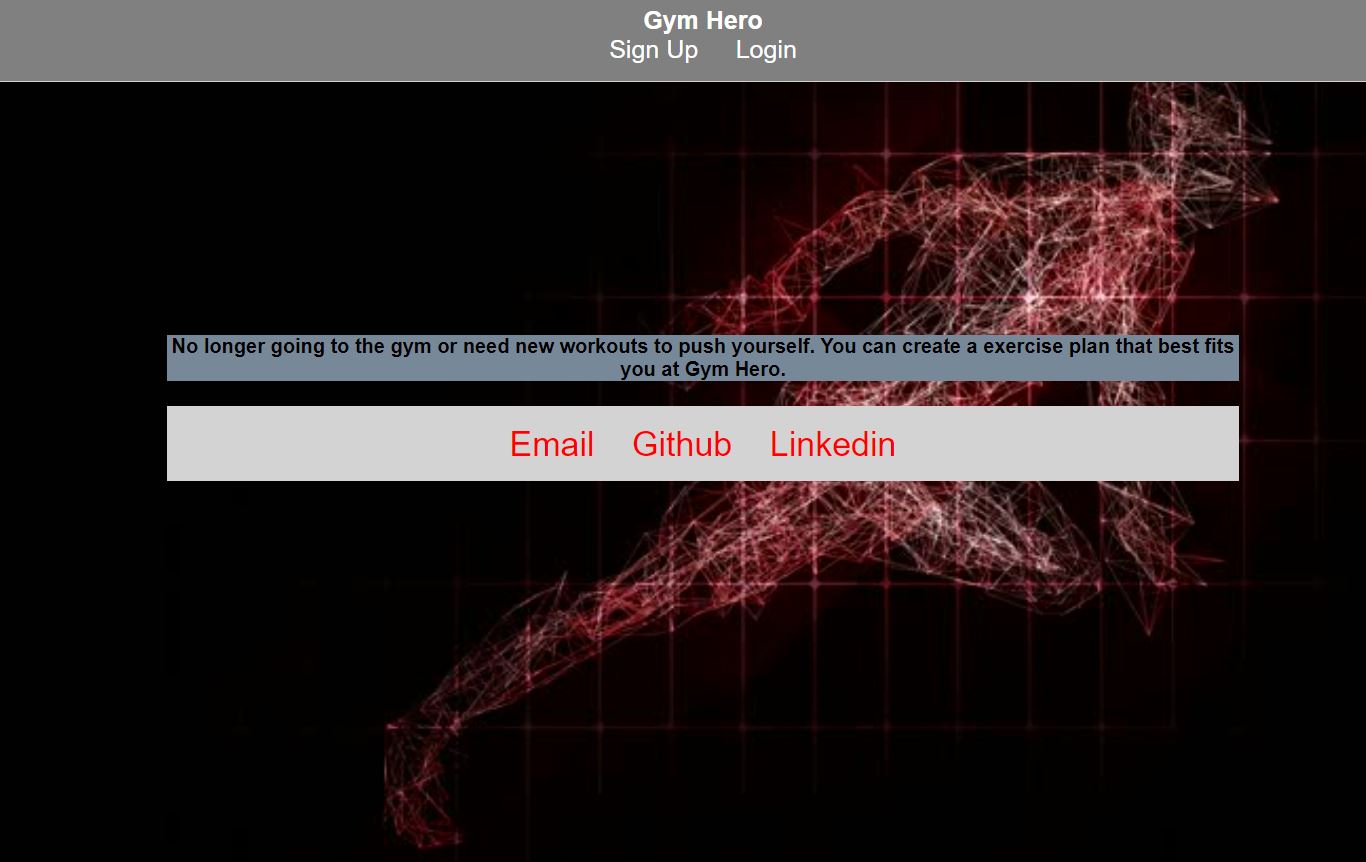 Gym Hero
Sign Up Login
No longer going to the gym or need new workouts to push yourself. You can create a exercise plan that best fits
you at Gym Hero.
Email Github Linkedin